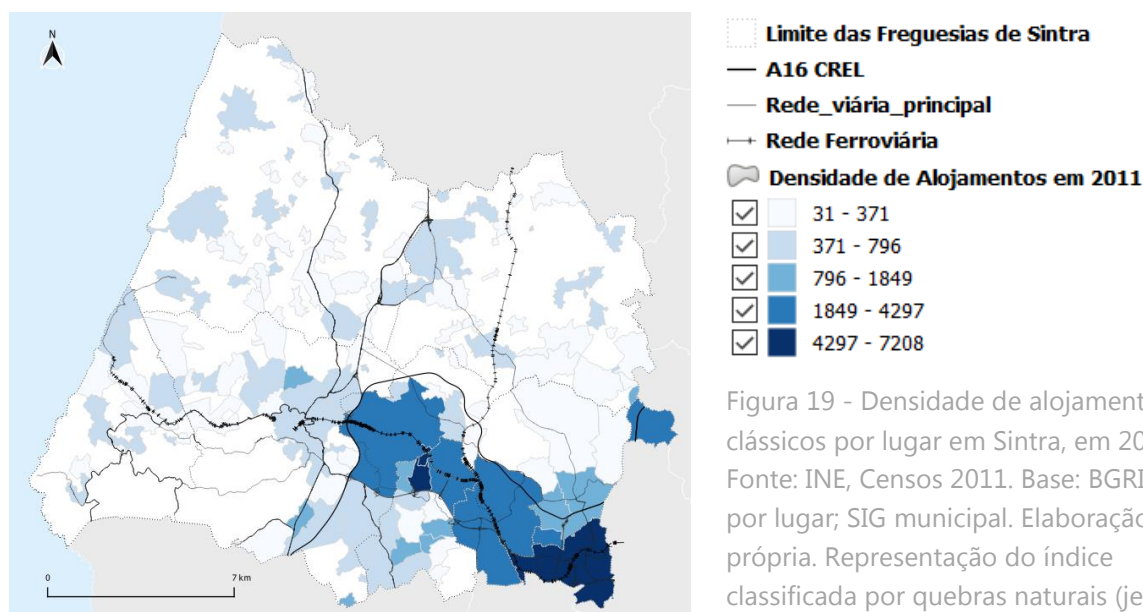 N
0
7 km
Limite das Freguesias de Sintra
A16 CREL
Rede_viária_principal
Rede Ferroviária
Densidade de Alojamentos em 2011
31 - 371
371 - 796
796 - 1849
1849 - 4297
4297 - 7208
Figura 19 - Densidade de alojament
clássicos por lugar em Sintra, em 20
Fonte: INE, Censos 2011. Base: BGRI
por lugar; SIG municipal. Elaboração
própria. Representação do índice
classificada por quebras naturais (je